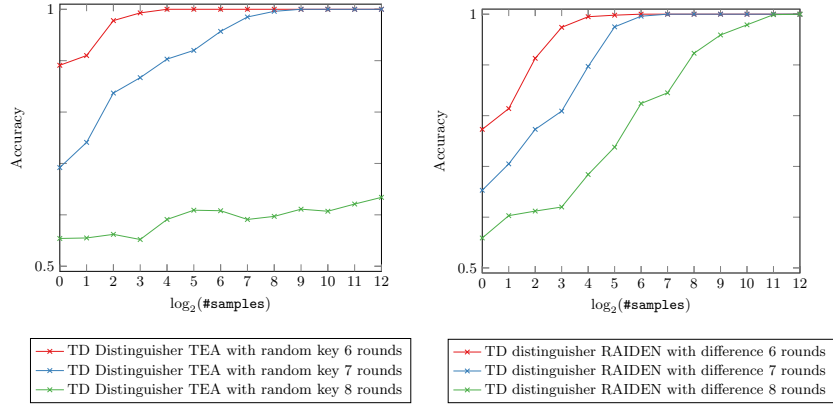 1
0.5
Accuracy
0 1 2 3 4 5 6 7 8 9 10 11 12
log2(#samples)
TD Distinguisher TEA with random key 6 rounds
TD Distinguisher TEA with random key 7 rounds
TD Distinguisher TEA with random key 8 rounds
1
0.5
Accuracy
0 1 2 3 4 5 6 7 8 9 10 11 12
log2(#samples)
TD distinguisher RAIDEN with difference 6 rounds
TD distinguisher RAIDEN with difference 7 rounds
TD distinguisher RAIDEN with difference 8 rounds